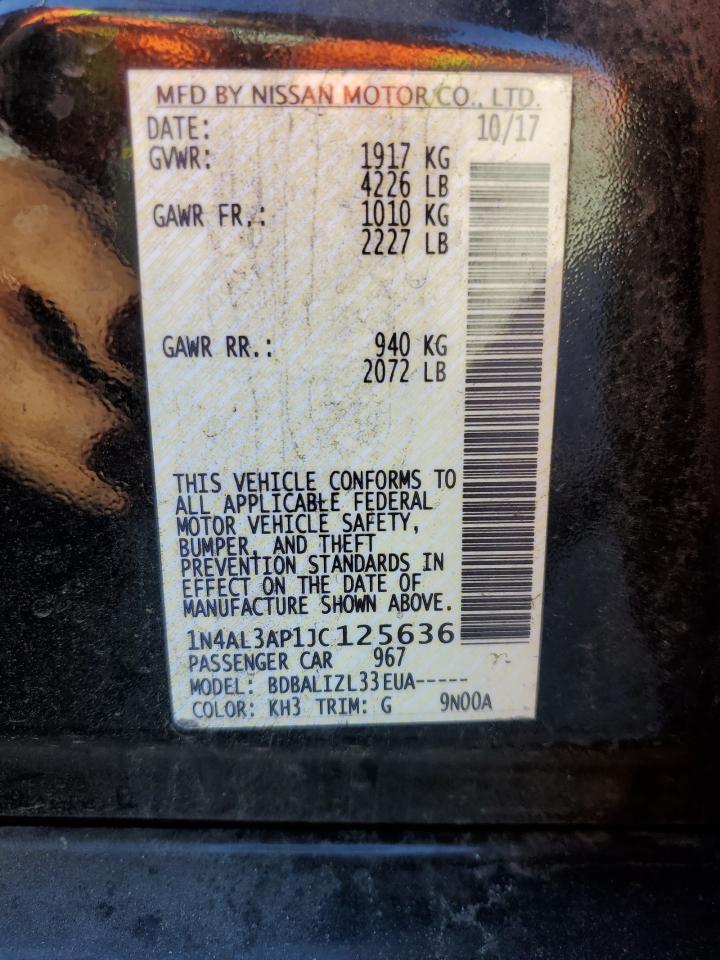 MFD BY NISSAN MOTOR CO., LTD.
DATE: 10/17
GVWR: 1917 KG
4226 LB
GAWR FR.: 1010 KG
2227 LB
GAWR RR.: 940 KG
2072 LB
THIS VEHICLE CONFORMS TO
ALL APPLICABLE FEDERAL
MOTOR VEHICLE SAFETY,
BUMPER, AND THEFT
PREVENTION STANDARDS IN
EFFECT ON THE DATE OF
MANUFACTURE SHOWN ABOVE.
1N4AL3AP1JC125636
PASSENGER CAR 967
MODEL: BDBALIZL33EUA-----
COLOR: KH3 TRIM: G 9N00A